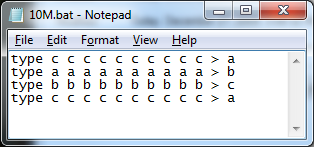 10M.bat - Notepad
File Edit Format View Help
type c c c c c c c c c c > a
type a a a a a a a a a a > b
type b b b b b b b b b b > c
type c c c c c c c c c c > a